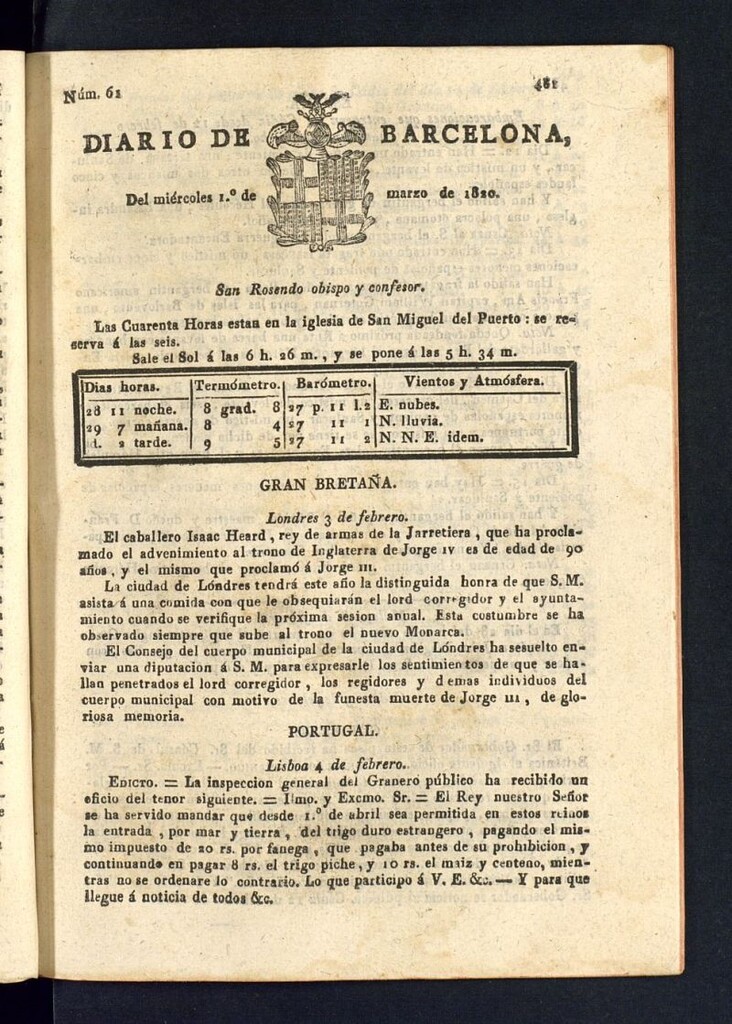 Núm. 61 481
DIARIO DE BARCELONA,
Del miércoles 1.º de marzo de 1820.
San Rosendo obispo y confesor.
Las Cuarenta Horas estan en la iglesia de San Miguel del Puerto : se re-
serva á las seis.
Sale el Sol á las 6 h. 26 m., y se pone á las 5 h. 34 m.
Dias horas. Termómetro. Barómetro. Vientos y Atmósfera.
28 11 noche. 8 grad. 8 27 p. 11 l. 2 E. nubes.
29 7 mañana. 8 4 27 11 1 N. lluvia.
d. 2 tarde. 9 5 27 11 2 N. N. E. idem.
GRAN BRETAÑA.
Londres 3 de febrero.
El caballero Isaac Heard, rey de armas de la Jarretiera, que ha procla-
mado el advenimiento al trono de Inglaterra de Jorge IV es de edad de 90
años, y el mismo que proclamó á Jorge III.
La ciudad de Lóndres tendrá este año la distinguida honra de que S. M.
asista á una comida con que le obsequiarán el lord corregidor y el ayunta-
miento cuando se verifique la próxima sesion anual. Esta costumbre se ha
observado siempre que sube al trono el nuevo Monarca.
El Consejo del cuerpo municipal de la ciudad de Lóndres ha sesuelto en-
viar una diputacion á S. M. para expresarle los sentimientos de que se ha-
llan penetrados el lord corregidor, los regidores y demas individuos del
cuerpo municipal con motivo de la funesta muerte de Jorge III, de glo-
riosa memoria.
PORTUGAL.
Lisboa 4 de febrero.
EDICTO. = La inspeccion general del Granero público ha recibido un
oficio del tenor siguiente. = Ilmo. y Excmo. Sr. = El Rey nuestro Señor
se ha servido mandar que desde 1.º de abril sea permitida en estos reinos
la entrada, por mar y tierra, del trigo duro estrangero, pagando el mis-
mo impuesto de 20 rs. por fanega, que pagaba antes de su prohibicion, y
continuando en pagar 8 rs. el trigo piche, y 10 rs. el maiz y centeno, mien-
tras no se ordenare lo contrario. Lo que participo á V. E. &c. — Y para que
llegue á noticia de todos &c.